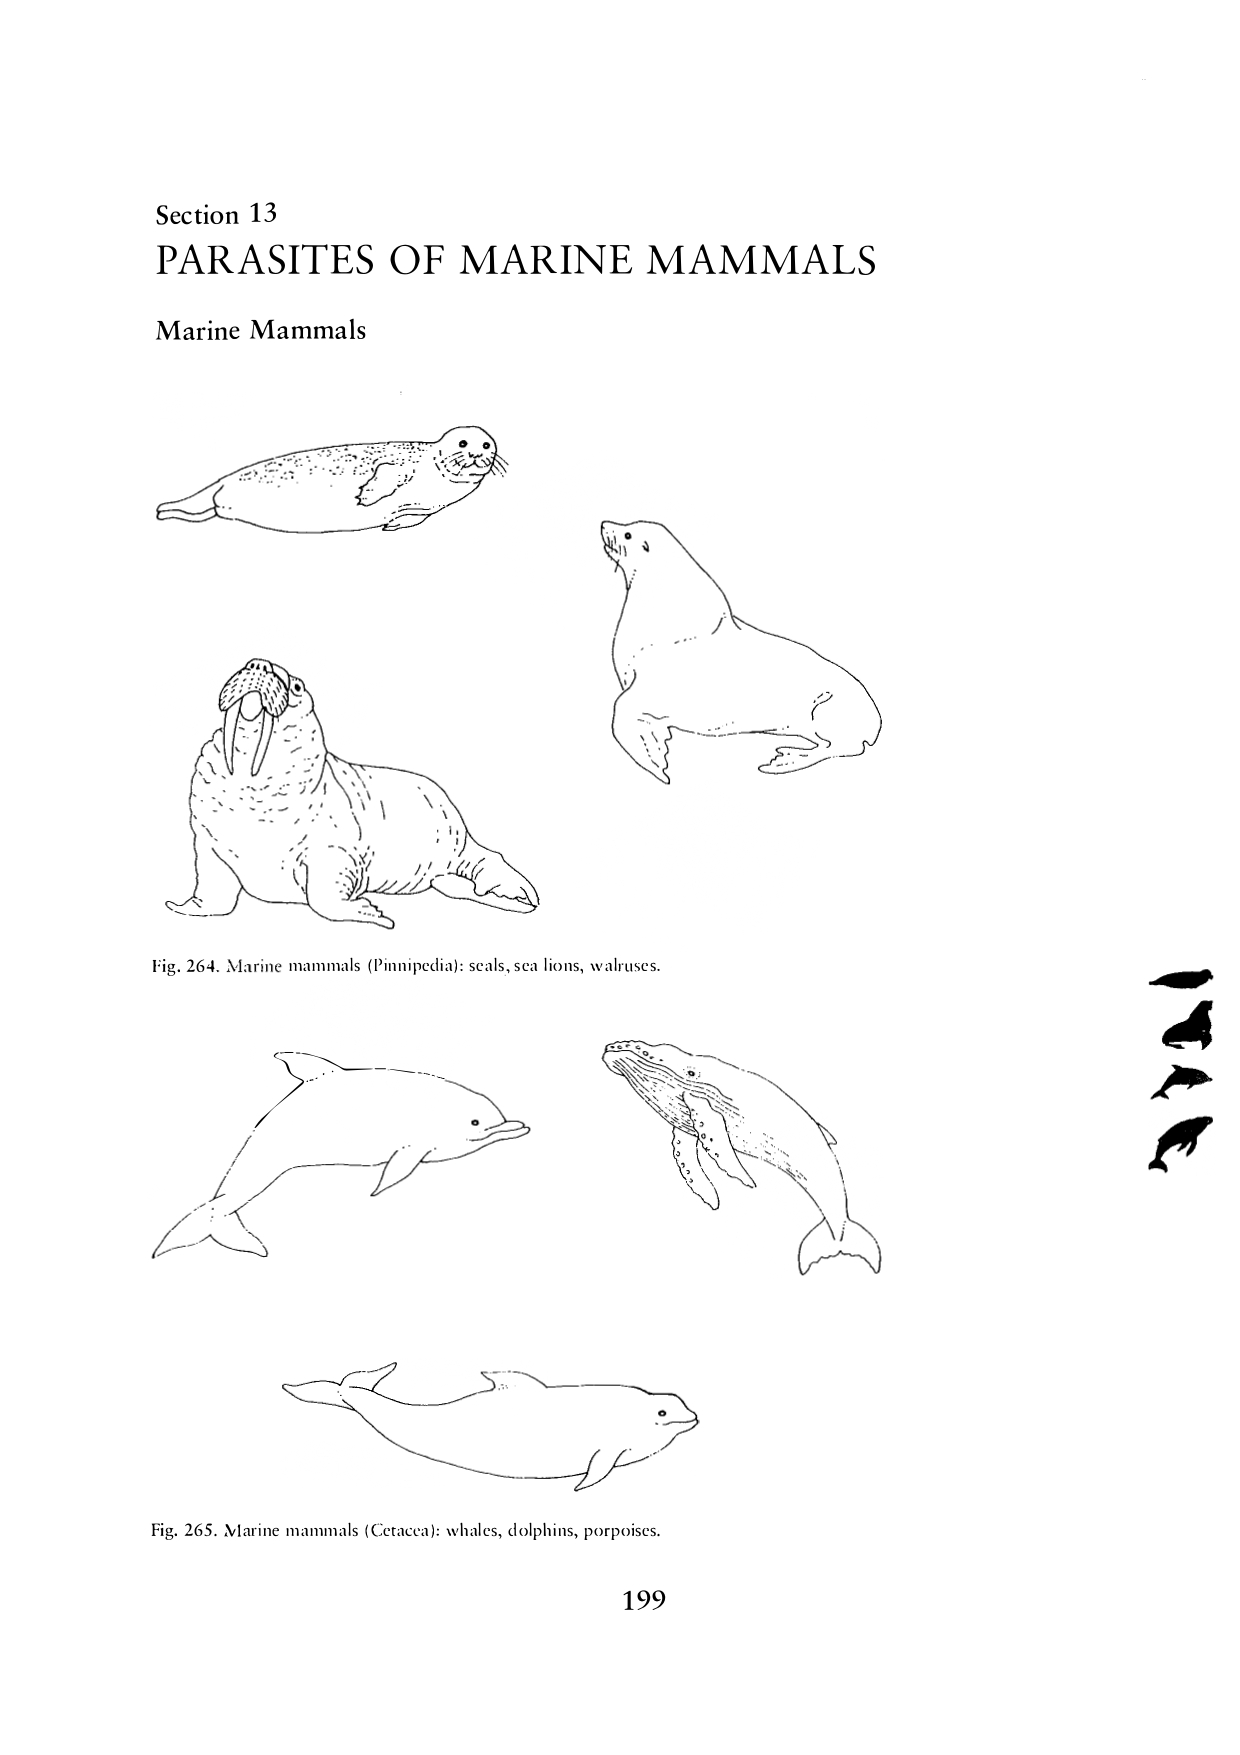 Section 13
PARASITES OF MARINE MAMMALS
Marine Mammals
Fig. 264. Marine mammals (Pinnipedia): seals, sea lions, walruses.
Fig. 265. Marine mammals (Cetacea): whales, dolphins, porpoises.
199